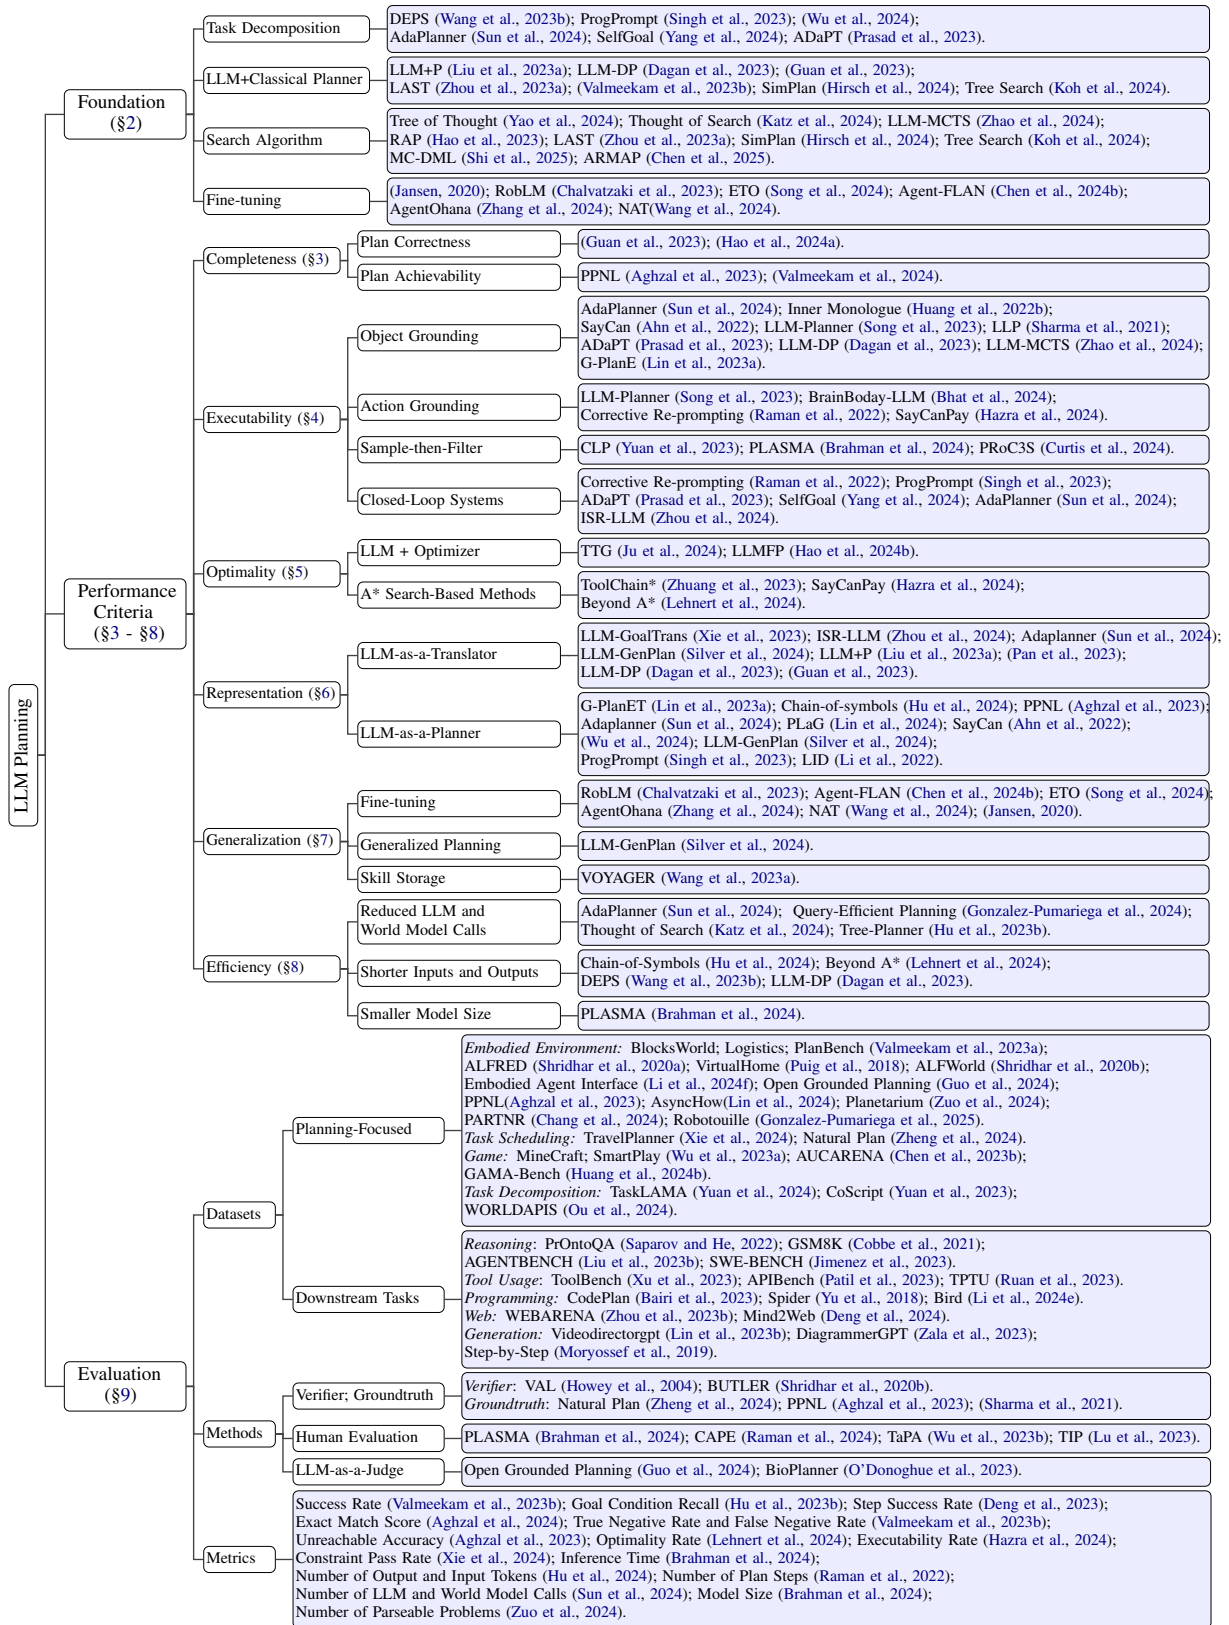 LLM Planning
Foundation
(§2)
Task Decomposition
DEPS (Wang et al., 2023b); ProgPrompt (Singh et al., 2023); (Wu et al., 2024);
AdaPlanner (Sun et al., 2024); SelfGoal (Yang et al., 2024); ADaPT (Prasad et al., 2023).
LLM+Classical Planner
LLM+P (Liu et al., 2023a); LLM-DP (Dagan et al., 2023); (Guan et al., 2023);
LAST (Zhou et al., 2023a); (Valmeekam et al., 2023b); SimPlan (Hirsch et al., 2024); Tree Search (Koh et al., 2024).
Search Algorithm
Tree of Thought (Yao et al., 2024); Thought of Search (Katz et al., 2024); LLM-MCTS (Zhao et al., 2024);
RAP (Hao et al., 2023); LAST (Zhou et al., 2023a); SimPlan (Hirsch et al., 2024); Tree Search (Koh et al., 2024);
MC-DML (Shi et al., 2025); ARMAP (Chen et al., 2025).
Fine-tuning
(Jansen, 2020); RobLM (Chalvatzaki et al., 2023); ETO (Song et al., 2024); Agent-FLAN (Chen et al., 2024b);
AgentOhana (Zhang et al., 2024); NAT(Wang et al., 2024).
Performance
Criteria
(§3 - §8)
Completeness (§3)
Plan Correctness
(Guan et al., 2023); (Hao et al., 2024a).
Plan Achievability
PPNL (Aghzal et al., 2023); (Valmeekam et al., 2024).
Executability (§4)
Object Grounding
AdaPlanner (Sun et al., 2024); Inner Monologue (Huang et al., 2022b);
SayCan (Ahn et al., 2022); LLM-Planner (Song et al., 2023); LLP (Sharma et al., 2021);
ADaPT (Prasad et al., 2023); LLM-DP (Dagan et al., 2023); LLM-MCTS (Zhao et al., 2024);
G-PlanE (Lin et al., 2023a).
Action Grounding
LLM-Planner (Song et al., 2023); BrainBoday-LLM (Bhat et al., 2024);
Corrective Re-prompting (Raman et al., 2022); SayCanPay (Hazra et al., 2024).
Sample-then-Filter
CLP (Yuan et al., 2023); PLASMA (Brahman et al., 2024); PRoC3S (Curtis et al., 2024).
Closed-Loop Systems
Corrective Re-prompting (Raman et al., 2022); ProgPrompt (Singh et al., 2023);
ADaPT (Prasad et al., 2023); SelfGoal (Yang et al., 2024); AdaPlanner (Sun et al., 2024);
ISR-LLM (Zhou et al., 2024).
Optimality (§5)
LLM + Optimizer
TTG (Ju et al., 2024); LLMFP (Hao et al., 2024b).
A* Search-Based Methods
ToolChain* (Zhuang et al., 2023); SayCanPay (Hazra et al., 2024);
Beyond A* (Lehnert et al., 2024).
Representation (§6)
LLM-as-a-Translator
LLM-GoalTrans (Xie et al., 2023); ISR-LLM (Zhou et al., 2024); Adaplanner (Sun et al., 2024);
LLM-GenPlan (Silver et al., 2024); LLM+P (Liu et al., 2023a); (Pan et al., 2023);
LLM-DP (Dagan et al., 2023); (Guan et al., 2023).
LLM-as-a-Planner
G-PlanET (Lin et al., 2023a); Chain-of-symbols (Hu et al., 2024); PPNL (Aghzal et al., 2023);
Adaplanner (Sun et al., 2024); PLaG (Lin et al., 2024); SayCan (Ahn et al., 2022);
(Wu et al., 2024); LLM-GenPlan (Silver et al., 2024);
ProgPrompt (Singh et al., 2023); LID (Li et al., 2022).
Generalization (§7)
Fine-tuning
RobLM (Chalvatzaki et al., 2023); Agent-FLAN (Chen et al., 2024b); ETO (Song et al., 2024);
AgentOhana (Zhang et al., 2024); NAT (Wang et al., 2024); (Jansen, 2020).
Generalized Planning
LLM-GenPlan (Silver et al., 2024).
Skill Storage
VOYAGER (Wang et al., 2023a).
Efficiency (§8)
Reduced LLM and
World Model Calls
AdaPlanner (Sun et al., 2024); Query-Efficient Planning (Gonzalez-Pumariega et al., 2024);
Thought of Search (Katz et al., 2024); Tree-Planner (Hu et al., 2023b).
Shorter Inputs and Outputs
Chain-of-Symbols (Hu et al., 2024); Beyond A* (Lehnert et al., 2024);
DEPS (Wang et al., 2023b); LLM-DP (Dagan et al., 2023).
Smaller Model Size
PLASMA (Brahman et al., 2024).
Evaluation
(§9)
Datasets
Planning-Focused
Embodied Environment: BlocksWorld; Logistics; PlanBench (Valmeekam et al., 2023a);
ALFRED (Shridhar et al., 2020a); VirtualHome (Puig et al., 2018); ALFWorld (Shridhar et al., 2020b);
Embodied Agent Interface (Li et al., 2024f); Open Grounded Planning (Guo et al., 2024);
PPNL(Aghzal et al., 2023); AsyncHow(Lin et al., 2024); Planetarium (Zuo et al., 2024);
PARTNR (Chang et al., 2024); Robotouille (Gonzalez-Pumariega et al., 2025).
Task Scheduling: TravelPlanner (Xie et al., 2024); Natural Plan (Zheng et al., 2024).
Game: MineCraft; SmartPlay (Wu et al., 2023a); AUCARENA (Chen et al., 2023b);
GAMA-Bench (Huang et al., 2024b).
Task Decomposition: TaskLAMA (Yuan et al., 2024); CoScript (Yuan et al., 2023);
WORLDAPIS (Ou et al., 2024).
Downstream Tasks
Reasoning: PrOntoQA (Saparov and He, 2022); GSM8K (Cobbe et al., 2021);
AGENTBENCH (Liu et al., 2023b); SWE-BENCH (Jimenez et al., 2023).
Tool Usage: ToolBench (Xu et al., 2023); APIBench (Patil et al., 2023); TPTU (Ruan et al., 2023).
Programming: CodePlan (Bairi et al., 2023); Spider (Yu et al., 2018); Bird (Li et al., 2024e).
Web: WEBARENA (Zhou et al., 2023b); Mind2Web (Deng et al., 2024).
Generation: Videodirectorgpt (Lin et al., 2023b); DiagrammerGPT (Zala et al., 2023);
Step-by-Step (Moryossef et al., 2019).
Methods
Verifier; Groundtruth
Verifier: VAL (Howey et al., 2004); BUTLER (Shridhar et al., 2020b).
Groundtruth: Natural Plan (Zheng et al., 2024); PPNL (Aghzal et al., 2023); (Sharma et al., 2021).
Human Evaluation
PLASMA (Brahman et al., 2024); CAPE (Raman et al., 2024); TaPA (Wu et al., 2023b); TIP (Lu et al., 2023).
LLM-as-a-Judge
Open Grounded Planning (Guo et al., 2024); BioPlanner (O'Donoghue et al., 2023).
Metrics
Success Rate (Valmeekam et al., 2023b); Goal Condition Recall (Hu et al., 2023b); Step Success Rate (Deng et al., 2023);
Exact Match Score (Aghzal et al., 2024); True Negative Rate and False Negative Rate (Valmeekam et al., 2023b);
Unreachable Accuracy (Aghzal et al., 2023); Optimality Rate (Lehnert et al., 2024); Executability Rate (Hazra et al., 2024);
Constraint Pass Rate (Xie et al., 2024); Inference Time (Brahman et al., 2024);
Number of Output and Input Tokens (Hu et al., 2024); Number of Plan Steps (Raman et al., 2022);
Number of LLM and World Model Calls (Sun et al., 2024); Model Size (Brahman et al., 2024);
Number of Parseable Problems (Zuo et al., 2024).